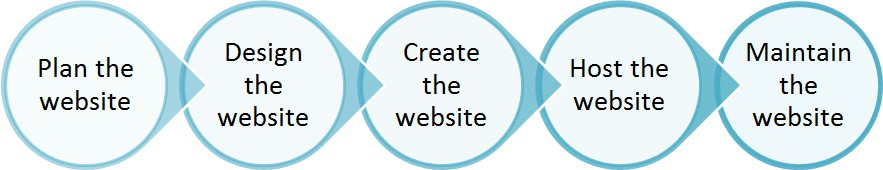 Plan the
website
Design
the
website
Create
the
website
Host the
website
Maintain
the
website